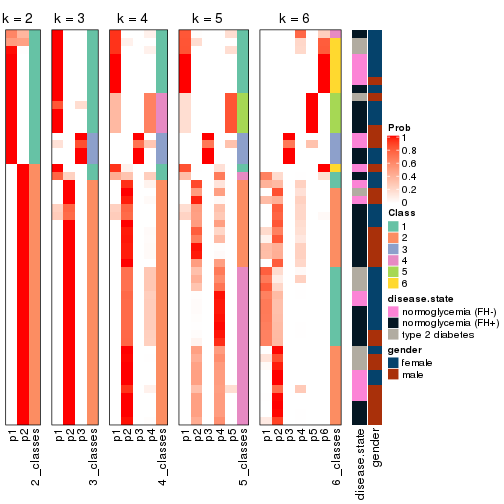 k = 2
k = 3
k = 4
k = 5
k = 6
p1
p2
2_classes
p1
p2
p3
3_classes
p1
p2
p3
p4
4_classes
p1
p2
p3
p4
p5
5_classes
p1
p2
p3
p4
p5
p6
6_classes
disease.state
gender
Prob
1
0.8
0.6
0.4
0.2
0
Class
1
2
3
4
5
6
disease.state
normoglycemia (FH-)
normoglycemia (FH+)
type 2 diabetes
gender
female
male